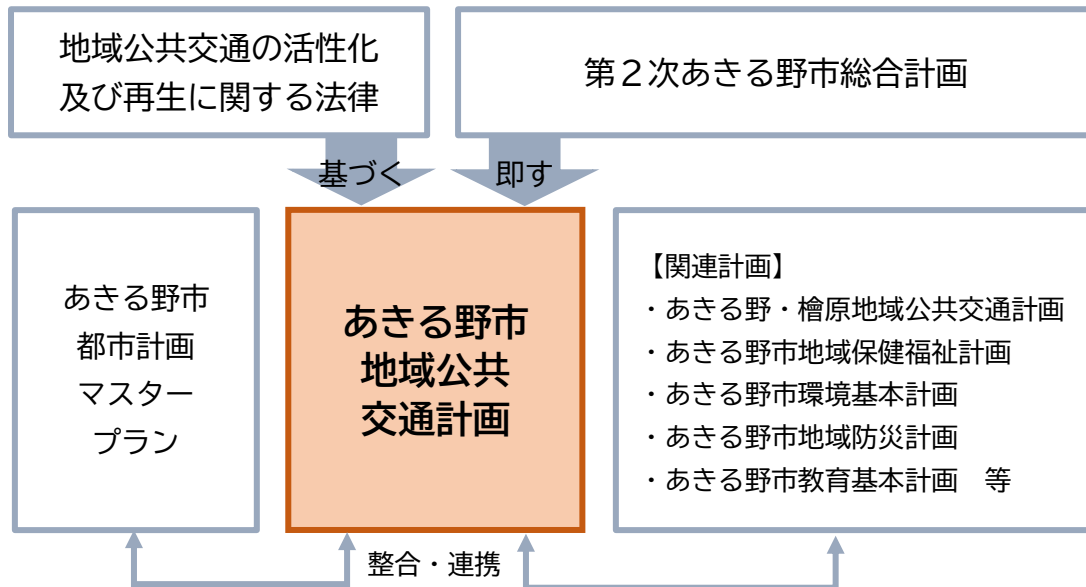 地域公共交通の活性化
及び再生に関する法律
第２次あきる野市総合計画
基づく
即す
あきる野市
都市計画
マスター
プラン
あきる野市
地域公共
交通計画
【関連計画】
・あきる野・檜原地域公共交通計画
・あきる野市地域保健福祉計画
・あきる野市環境基本計画
・あきる野市地域防災計画
・あきる野市教育基本計画　等
整合・連携